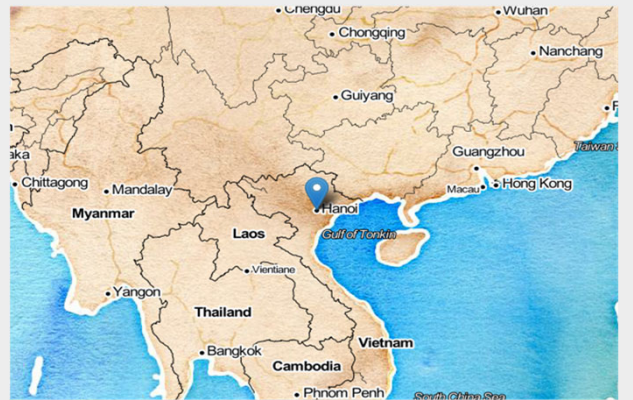 Chengdu
Wuhan
Chongqing
Nanchang
Guiyang
Guangzhou
Taiwan
aka
Chittagong
Mandalay
Macau
Hong Kong
Myanmar
Hanoi
Laos
Gulf of Tonkin
Vientiane
Yangon
Thailand
Vietnam
Bangkok
Cambodia
Phnom Penh
South China Sea